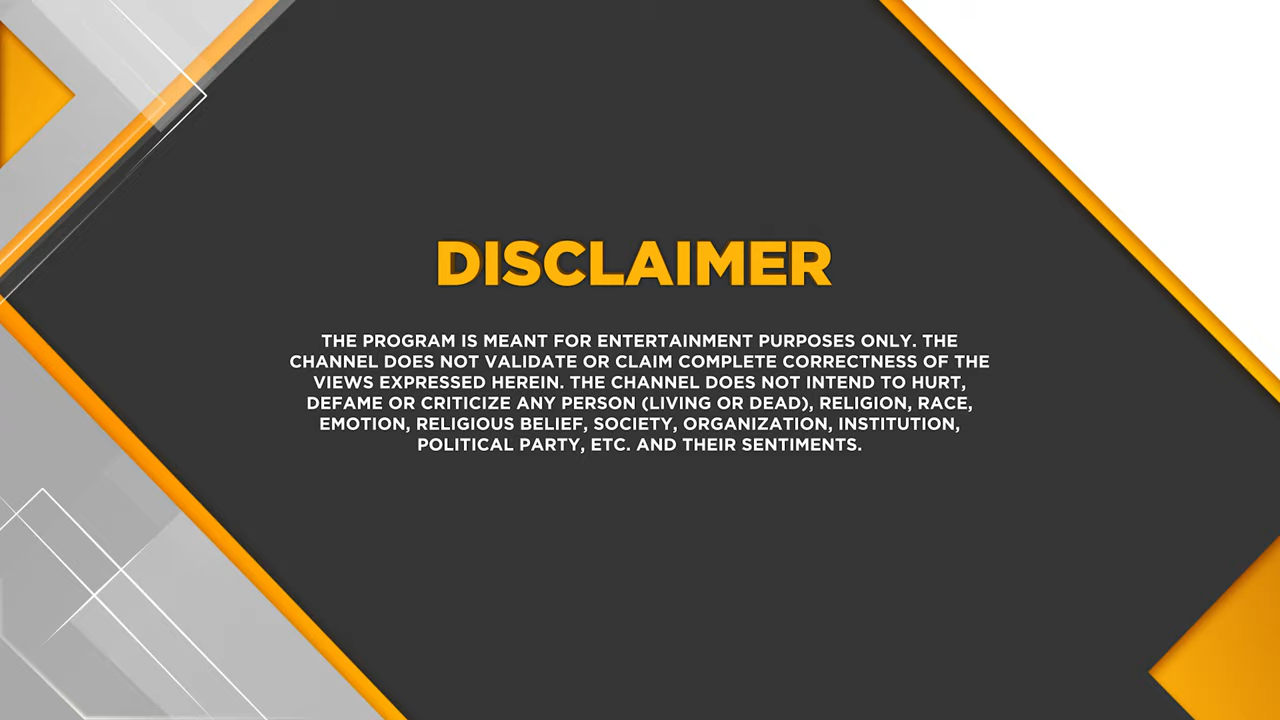 DISCLAIMER
THE PROGRAM IS MEANT FOR ENTERTAINMENT PURPOSES ONLY. THE
CHANNEL DOES NOT VALIDATE OR CLAIM COMPLETE CORRECTNESS OF THE
VIEWS EXPRESSED HEREIN. THE CHANNEL DOES NOT INTEND TO HURT,
DEFAME OR CRITICIZE ANY PERSON (LIVING OR DEAD), RELIGION, RACE,
EMOTION, RELIGIOUS BELIEF, SOCIETY, ORGANIZATION, INSTITUTION,
POLITICAL PARTY, ETC. AND THEIR SENTIMENTS.